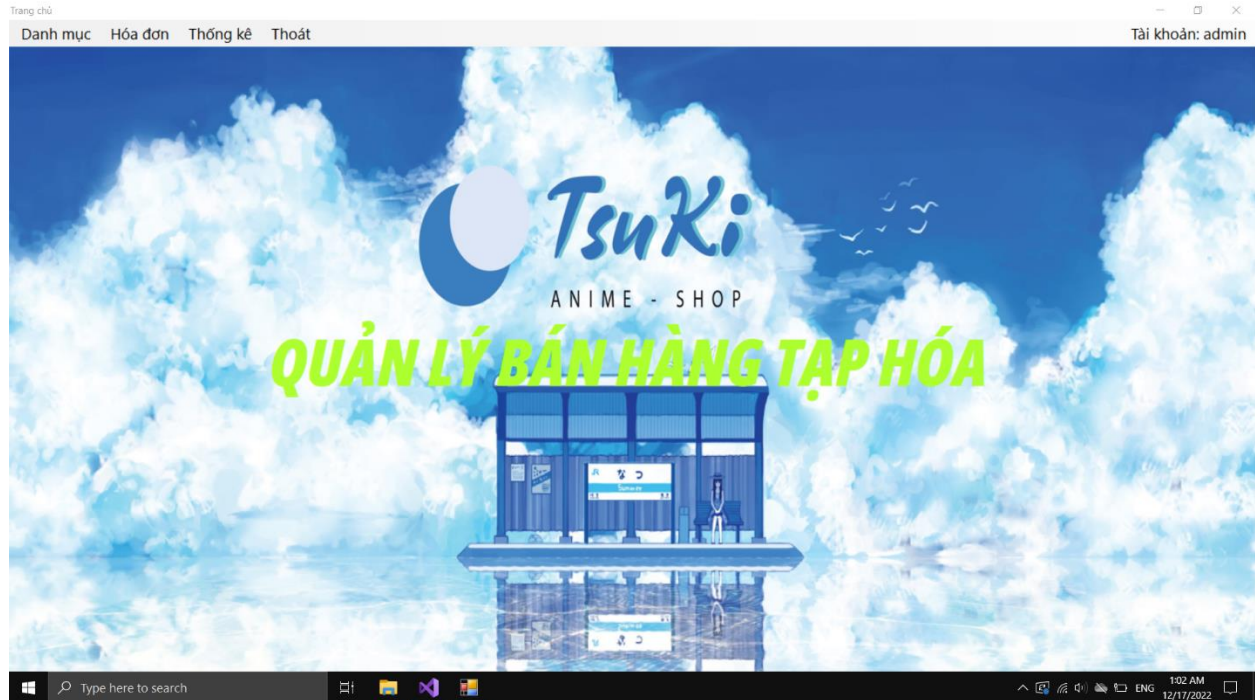 Trang chủ
Danh mục Hóa đơn Thống kê Thoát Tài khoản: admin
TsuKi
ANIME - SHOP
QUẢN LÝ BÁN HÀNG TẠP HÓA
Type here to search
ENG
1:02 AM
12/17/2022